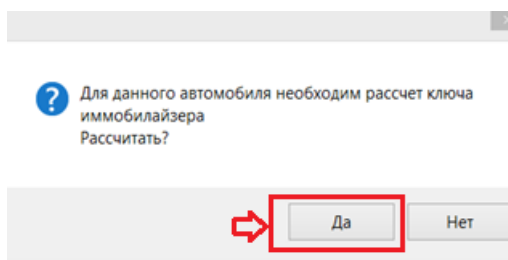 Для данного автомобиля необходим рассчет ключа
иммобилайзера
Рассчитать?
Да
Нет